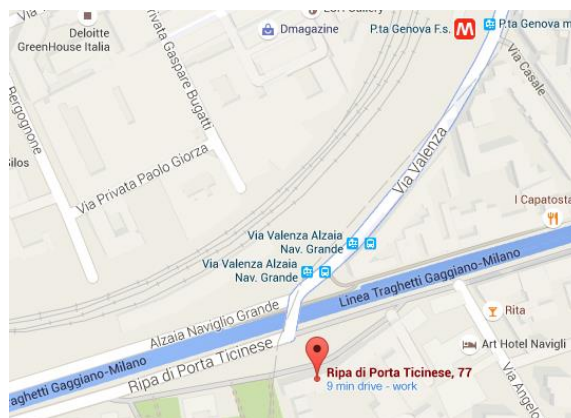 Deloitte
GreenHouse Italia
Dmagazine
P.ta Genova F.s.
M
P.ta Genova m
Via Casale
Via Privata Gaspare Bugatti
Bergognone
Silos
Via Privata Paolo Giorza
Via Valenza
I Capatosta
Via Valenza Alzaia
Nav. Grande
Via Valenza Alzaia
Nav. Grande
Linea Traghetti Gaggiano-Milano
Rita
Alzaia Naviglio Grande
Art Hotel Navigli
Ripa di Porta Ticinese
Ripa di Porta Ticinese, 77
9 min drive - work
Traghetti Gaggiano-Milano
Via Angelo